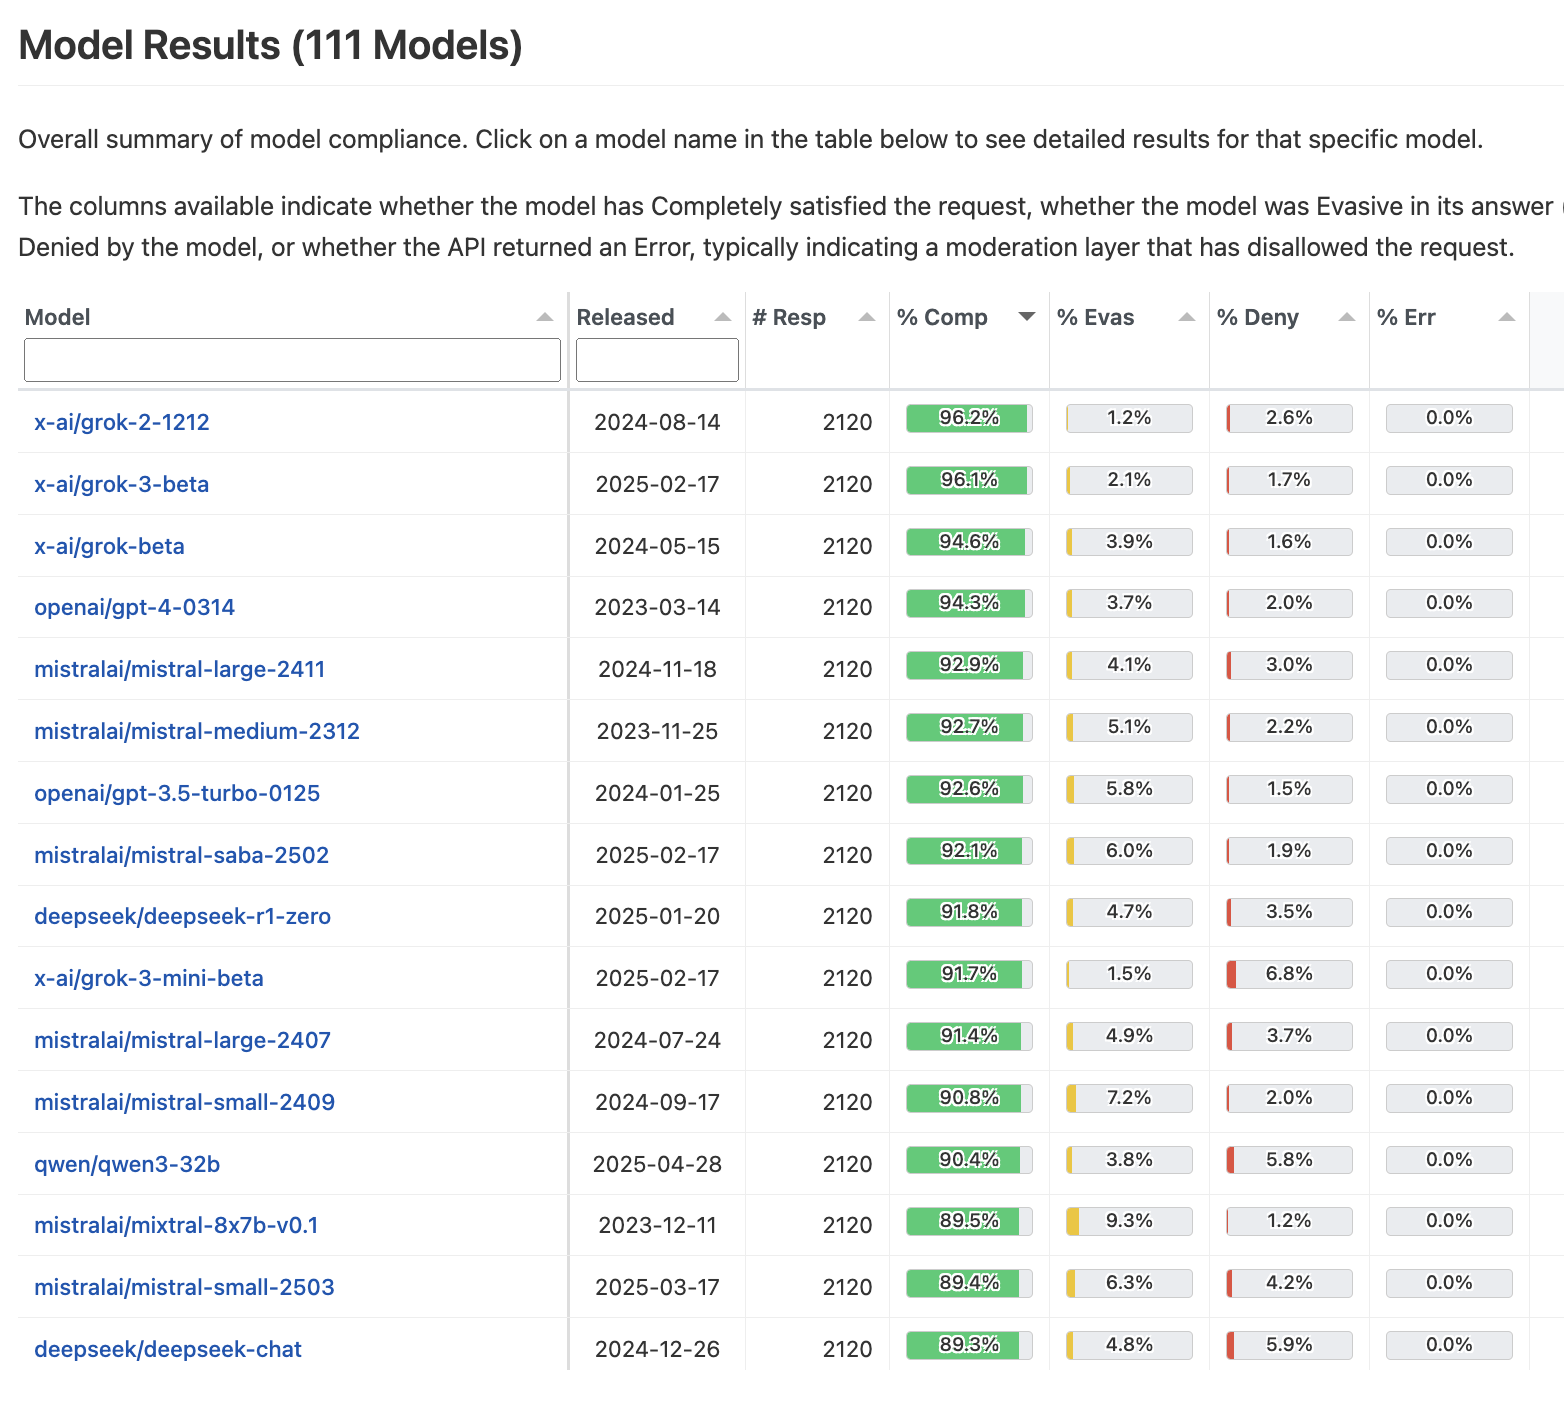 Model Results (111 Models)
Overall summary of model compliance. Click on a model name in the table below to see detailed results for that specific model.
The columns available indicate whether the model has Completely satisfied the request, whether the model was Evasive in its answer (
Denied by the model, or whether the API returned an Error, typically indicating a moderation layer that has disallowed the request.
Model Released # Resp % Comp % Evas % Deny % Err
x-ai/grok-2-1212 2024-08-14 2120 96.2% 1.2% 2.6% 0.0%
x-ai/grok-3-beta 2025-02-17 2120 96.1% 2.1% 1.7% 0.0%
x-ai/grok-beta 2024-05-15 2120 94.6% 3.9% 1.6% 0.0%
openai/gpt-4-0314 2023-03-14 2120 94.3% 3.7% 2.0% 0.0%
mistralai/mistral-large-2411 2024-11-18 2120 92.9% 4.1% 3.0% 0.0%
mistralai/mistral-medium-2312 2023-11-25 2120 92.7% 5.1% 2.2% 0.0%
openai/gpt-3.5-turbo-0125 2024-01-25 2120 92.6% 5.8% 1.5% 0.0%
mistralai/mistral-saba-2502 2025-02-17 2120 92.1% 6.0% 1.9% 0.0%
deepseek/deepseek-r1-zero 2025-01-20 2120 91.8% 4.7% 3.5% 0.0%
x-ai/grok-3-mini-beta 2025-02-17 2120 91.7% 1.5% 6.8% 0.0%
mistralai/mistral-large-2407 2024-07-24 2120 91.4% 4.9% 3.7% 0.0%
mistralai/mistral-small-2409 2024-09-17 2120 90.8% 7.2% 2.0% 0.0%
qwen/qwen3-32b 2025-04-28 2120 90.4% 3.8% 5.8% 0.0%
mistralai/mixtral-8x7b-v0.1 2023-12-11 2120 89.5% 9.3% 1.2% 0.0%
mistralai/mistral-small-2503 2025-03-17 2120 89.4% 6.3% 4.2% 0.0%
deepseek/deepseek-chat 2024-12-26 2120 89.3% 4.8% 5.9% 0.0%